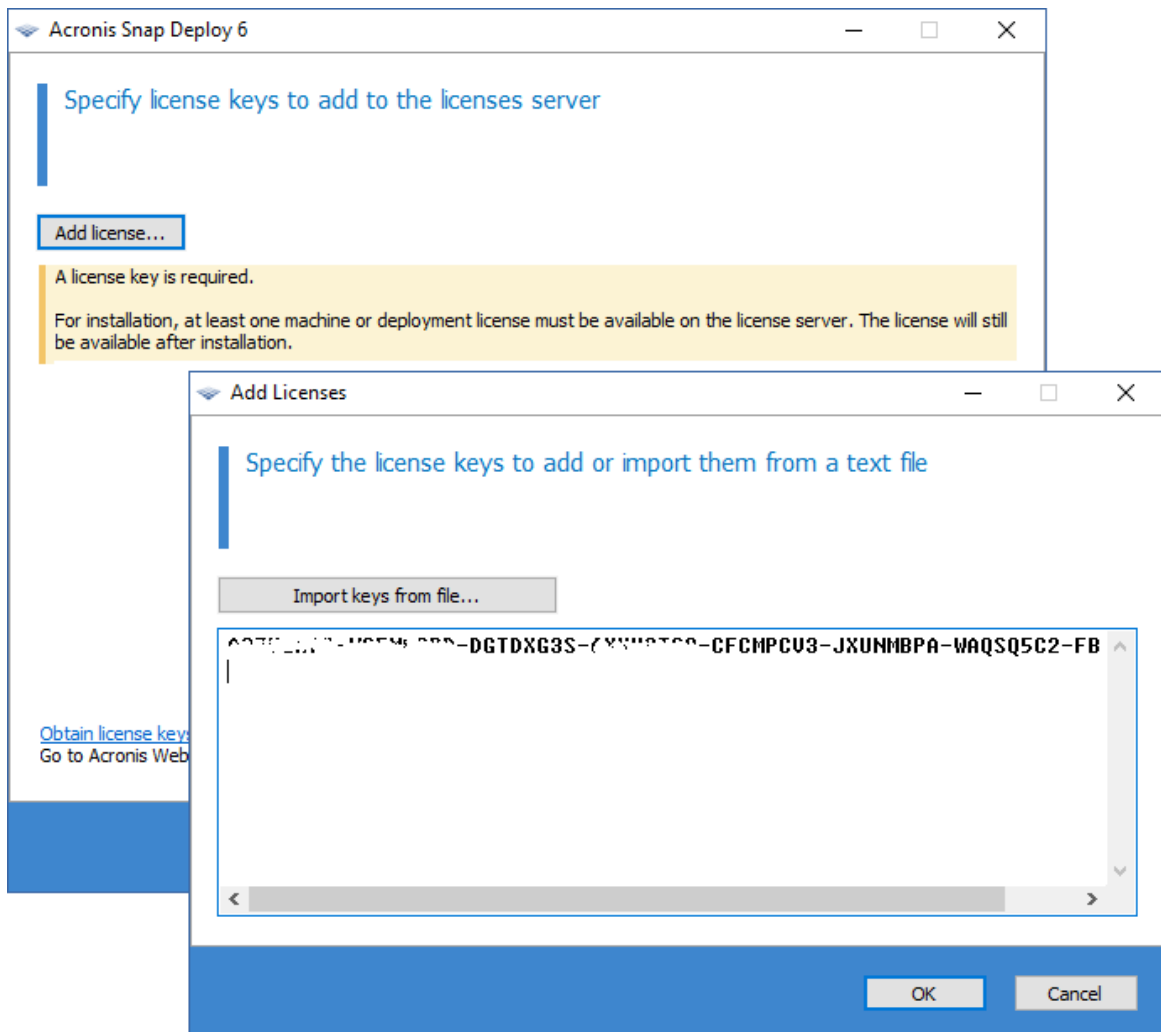 Acronis Snap Deploy 6
Specify license keys to add to the licenses server
Add license...
A license key is required.
For installation, at least one machine or deployment license must be available on the license server. The license will still
be available after installation.
Add Licenses
Specify the license keys to add or import them from a text file
Import keys from file...
-DGTDXG3S- -CFCMPCV3-JXUNMBPA-WAQSQ5C2-FB
Obtain license keys
Go to Acronis Web
OK
Cancel